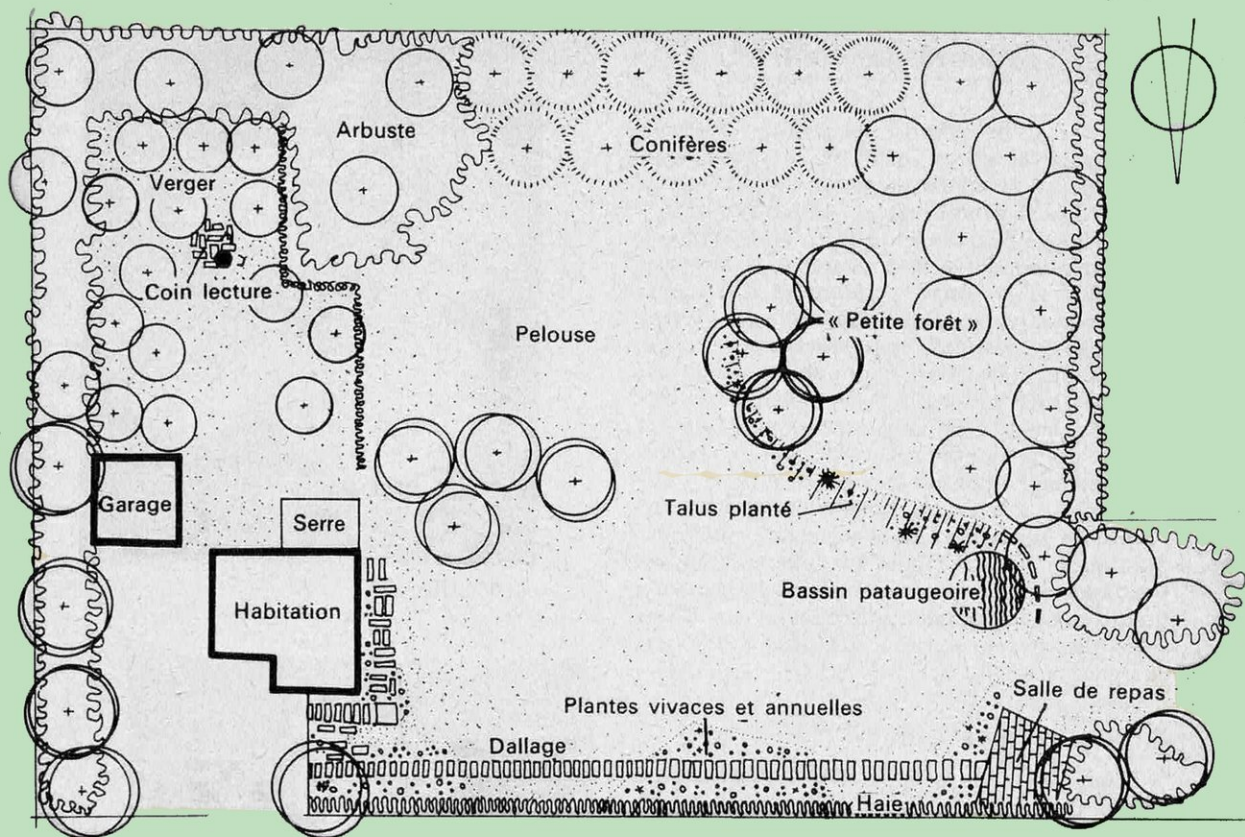 Arbuste
Conifères
Verger
Coin lecture
Pelouse
« Petite forêt »
Garage
Serre
Talus planté
Habitation
Bassin pataugeoire
Salle de repas
Plantes vivaces et annuelles
Dallage
Haie